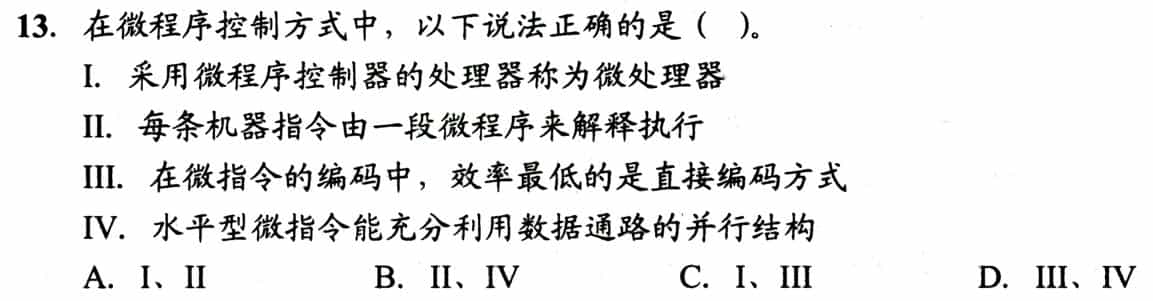 13. 在微程序控制方式中，以下说法正确的是（ ）。
I. 采用微程序控制器的处理器称为微处理器
II. 每条机器指令由一段微程序来解释执行
III. 在微指令的编码中，效率最低的是直接编码方式
IV. 水平型微指令能充分利用数据通路的并行结构
A. I、II B. II、IV C. I、III D. III、IV